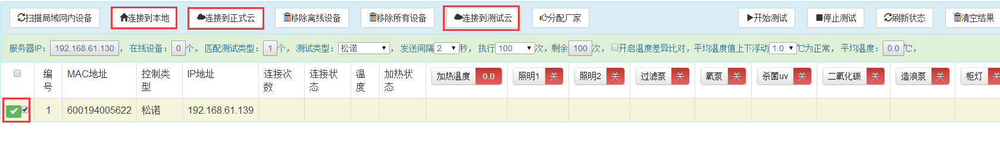 扫描局域网内设备 连接到本地 连接到正式云 移除离线设备 移除所有设备 连接到测试云 分配厂家 开始测试 停止测试 刷新状态 清空结果
服务器IP： 192.168.61.130 ， 在线设备： 0 个， 匹配测试类型： 1 个， 测试类型： 松诺 ， 发送间隔 2 秒， 执行 100 次，剩余 100 次， 开启温度差异比对，平均温度值上下浮动 1.0 ℃为正常， 平均温度： 0.0 ℃，
编号 MAC地址 控制类型 IP地址 连接次数 连接状态 温度 加热状态 加热温度 0.0 照明1 关 照明2 关 过滤泵 关 氧泵 关 杀菌uv 关 二氧化碳 关 造浪泵 关 柜灯 关
1 600194005622 松诺 192.168.61.139